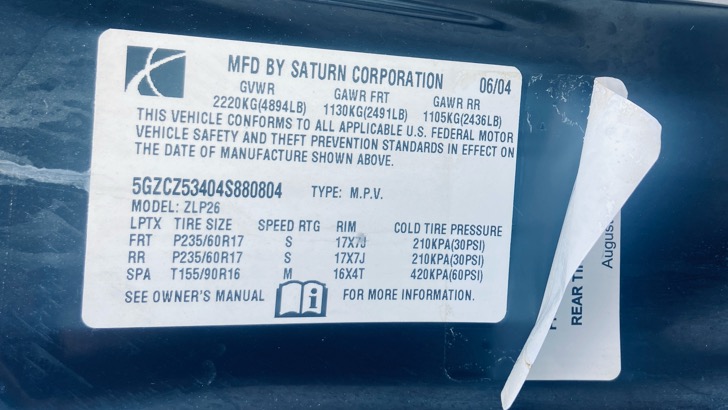 MFD BY SATURN CORPORATION 06/04
GVWR GAWR FRT GAWR RR
2220KG(4894LB) 1130KG(2491LB) 1105KG(2436LB)
THIS VEHICLE CONFORMS TO ALL APPLICABLE U.S. FEDERAL MOTOR
VEHICLE SAFETY AND THEFT PREVENTION STANDARDS IN EFFECT ON
THE DATE OF MANUFACTURE SHOWN ABOVE.
5GZCZ53404S880804 TYPE: M.P.V.
MODEL: ZLP26
LPTX TIRE SIZE SPEED RTG RIM COLD TIRE PRESSURE
FRT P235/60R17 S 17X7J 210KPA(30PSI)
RR P235/60R17 S 17X7J 210KPA(30PSI)
SPA T155/90R16 M 16X4T 420KPA(60PSI)
SEE OWNER'S MANUAL i FOR MORE INFORMATION.
REAR
August